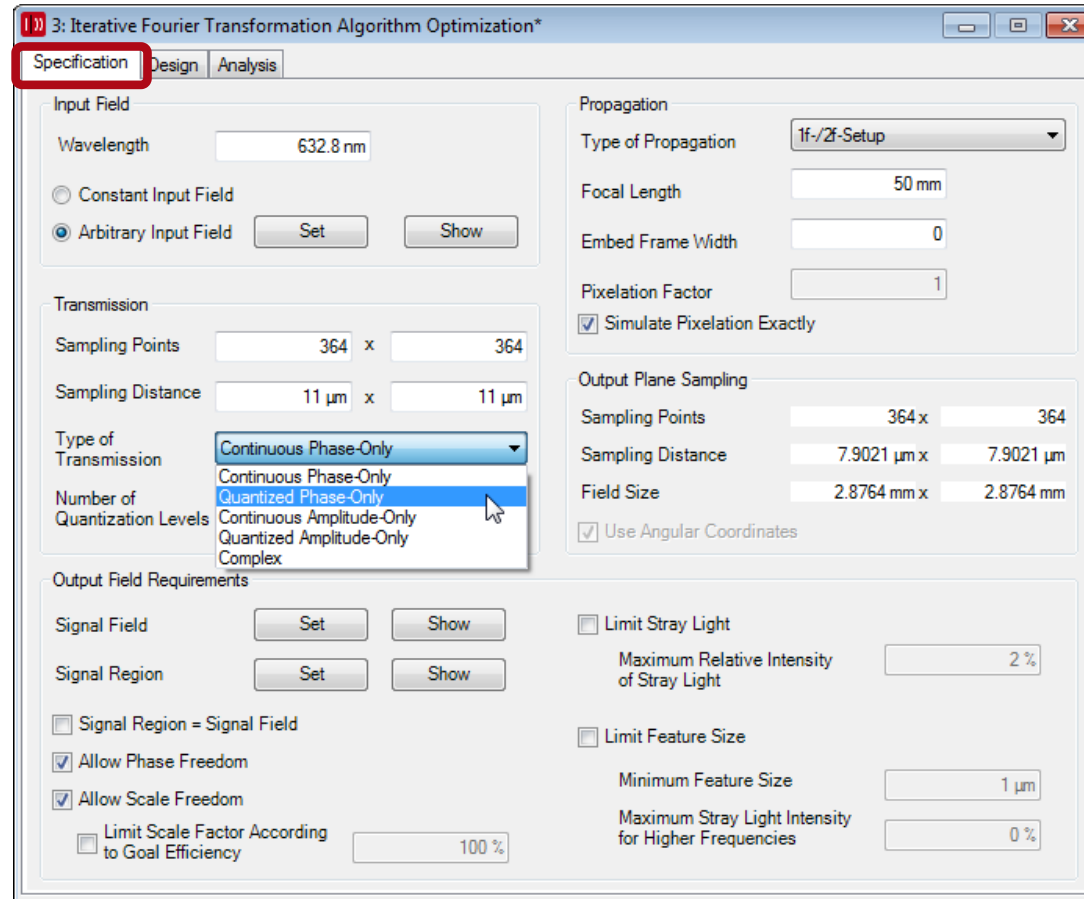 3: Iterative Fourier Transformation Algorithm Optimization*
Specification Design Analysis
Input Field
Wavelength 632.8 nm
Constant Input Field
Arbitrary Input Field Set Show
Transmission
Sampling Points 364 x 364
Sampling Distance 11 µm x 11 µm
Type of
Transmission
Continuous Phase-Only
Continuous Phase-Only
Quantized Phase-Only
Continuous Amplitude-Only
Quantized Amplitude-Only
Complex
Number of
Quantization Levels
Propagation
Type of Propagation 1f-/2f-Setup
Focal Length 50 mm
Embed Frame Width 0
Pixelation Factor 1
Simulate Pixelation Exactly
Output Plane Sampling
Sampling Points 364 x 364
Sampling Distance 7.9021 µm x 7.9021 µm
Field Size 2.8764 mm x 2.8764 mm
Use Angular Coordinates
Output Field Requirements
Signal Field Set Show
Signal Region Set Show
Signal Region = Signal Field
Allow Phase Freedom
Allow Scale Freedom
Limit Scale Factor According
to Goal Efficiency 100 %
Limit Stray Light
Maximum Relative Intensity
of Stray Light 2 %
Limit Feature Size
Minimum Feature Size 1 µm
Maximum Stray Light Intensity
for Higher Frequencies 0 %